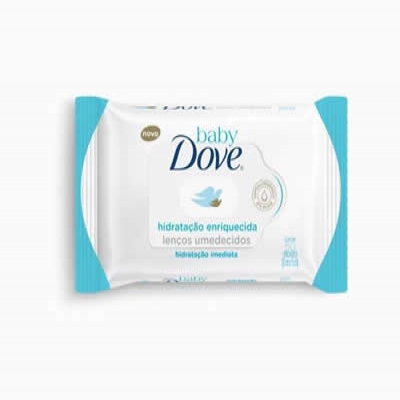 novo
baby
Dove
hidratação enriquecida
lenços umedecidos
hidratação imediata